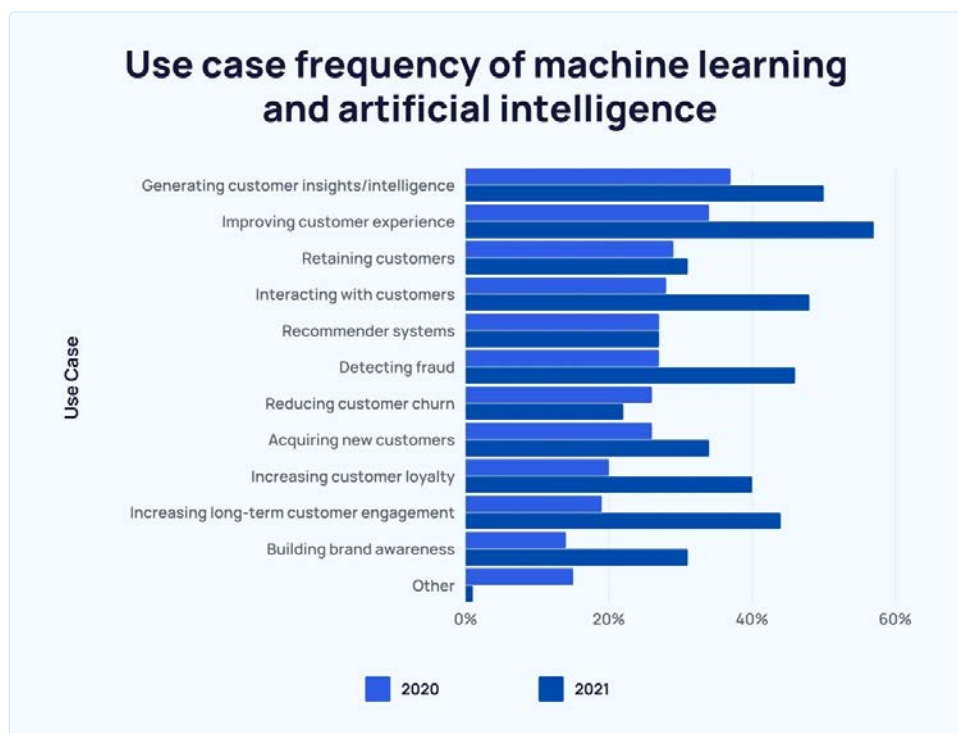 Use case frequency of machine learning
and artificial intelligence
Use Case
Generating customer insights/intelligence
Improving customer experience
Retaining customers
Interacting with customers
Recommender systems
Detecting fraud
Reducing customer churn
Acquiring new customers
Increasing customer loyalty
Increasing long-term customer engagement
Building brand awareness
Other
0% 20% 40% 60%
2020 2021